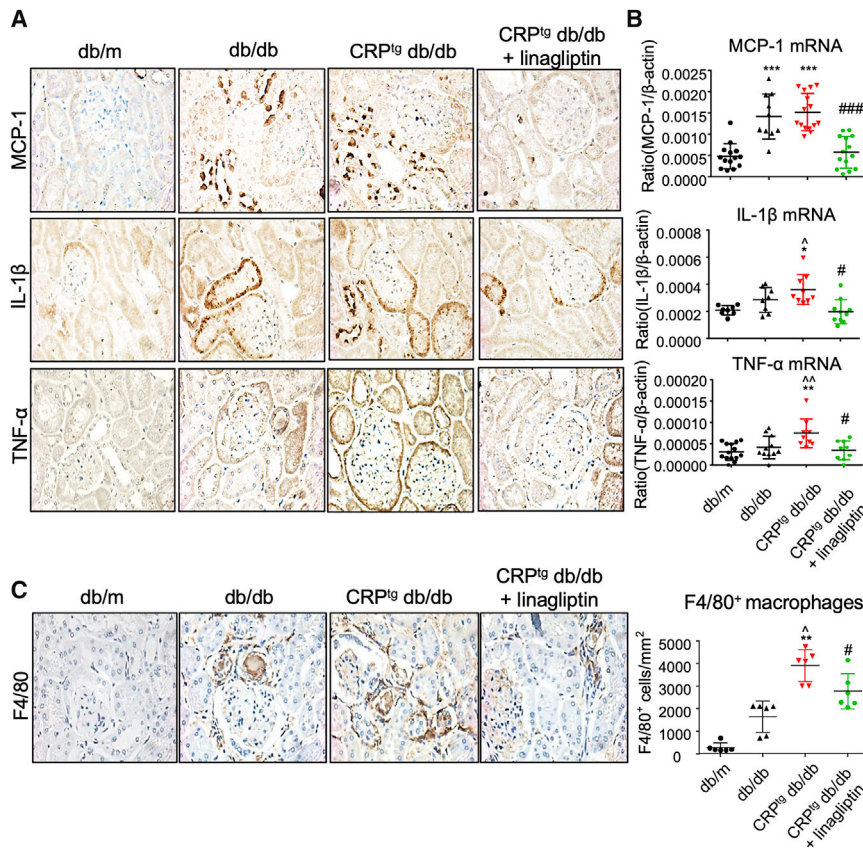 A
db/m
db/db
CRPᵗᵍ db/db
CRPᵗᵍ db/db
+ linagliptin
MCP-1
IL-1β
TNF-α
B
MCP-1 mRNA
Ratio(MCP-1/β-actin)
0.0025
0.0020
0.0015
0.0010
0.0005
0.0000
***
***
###
IL-1β mRNA
Ratio(IL-1β/β-actin)
0.0008
0.0006
0.0004
0.0002
0.0000
^
*
#
TNF-α mRNA
Ratio(TNF-α/β-actin)
0.00020
0.00015
0.00010
0.00005
0.00000
^^
**
#
db/m
db/db
CRPᵗᵍ db/db
CRPᵗᵍ db/db
+ linagliptin
C
db/m
db/db
CRPᵗᵍ db/db
CRPᵗᵍ db/db
+ linagliptin
F4/80
F4/80⁺ macrophages
F4/80⁺ cells/mm²
5000
4000
3000
2000
1000
0
^
**
#
db/m
db/db
CRPᵗᵍ db/db
CRPᵗᵍ db/db
+ linagliptin